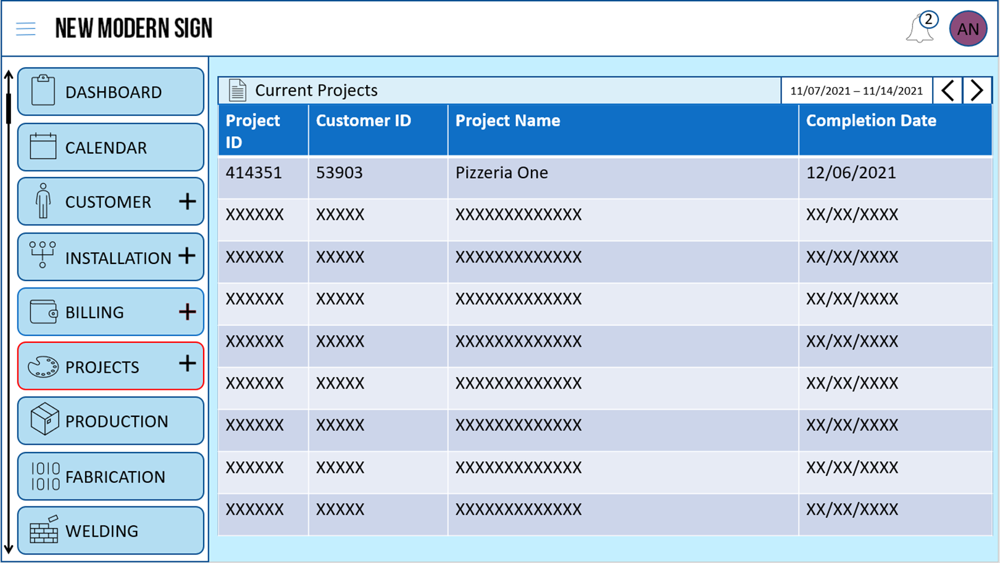 NEW MODERN SIGN
2
AN
DASHBOARD
CALENDAR
CUSTOMER +
INSTALLATION +
BILLING +
PROJECTS +
PRODUCTION
1010
1010
FABRICATION
WELDING
Current Projects
11/07/2021 – 11/14/2021
Project ID Customer ID Project Name Completion Date
414351 53903 Pizzeria One 12/06/2021
XXXXXX XXXXX XXXXXXXXXXXXX XX/XX/XXXX
XXXXXX XXXXX XXXXXXXXXXXXX XX/XX/XXXX
XXXXXX XXXXX XXXXXXXXXXXXX XX/XX/XXXX
XXXXXX XXXXX XXXXXXXXXXXXX XX/XX/XXXX
XXXXXX XXXXX XXXXXXXXXXXXX XX/XX/XXXX
XXXXXX XXXXX XXXXXXXXXXXXX XX/XX/XXXX
XXXXXX XXXXX XXXXXXXXXXXXX XX/XX/XXXX
XXXXXX XXXXX XXXXXXXXXXXXX XX/XX/XXXX